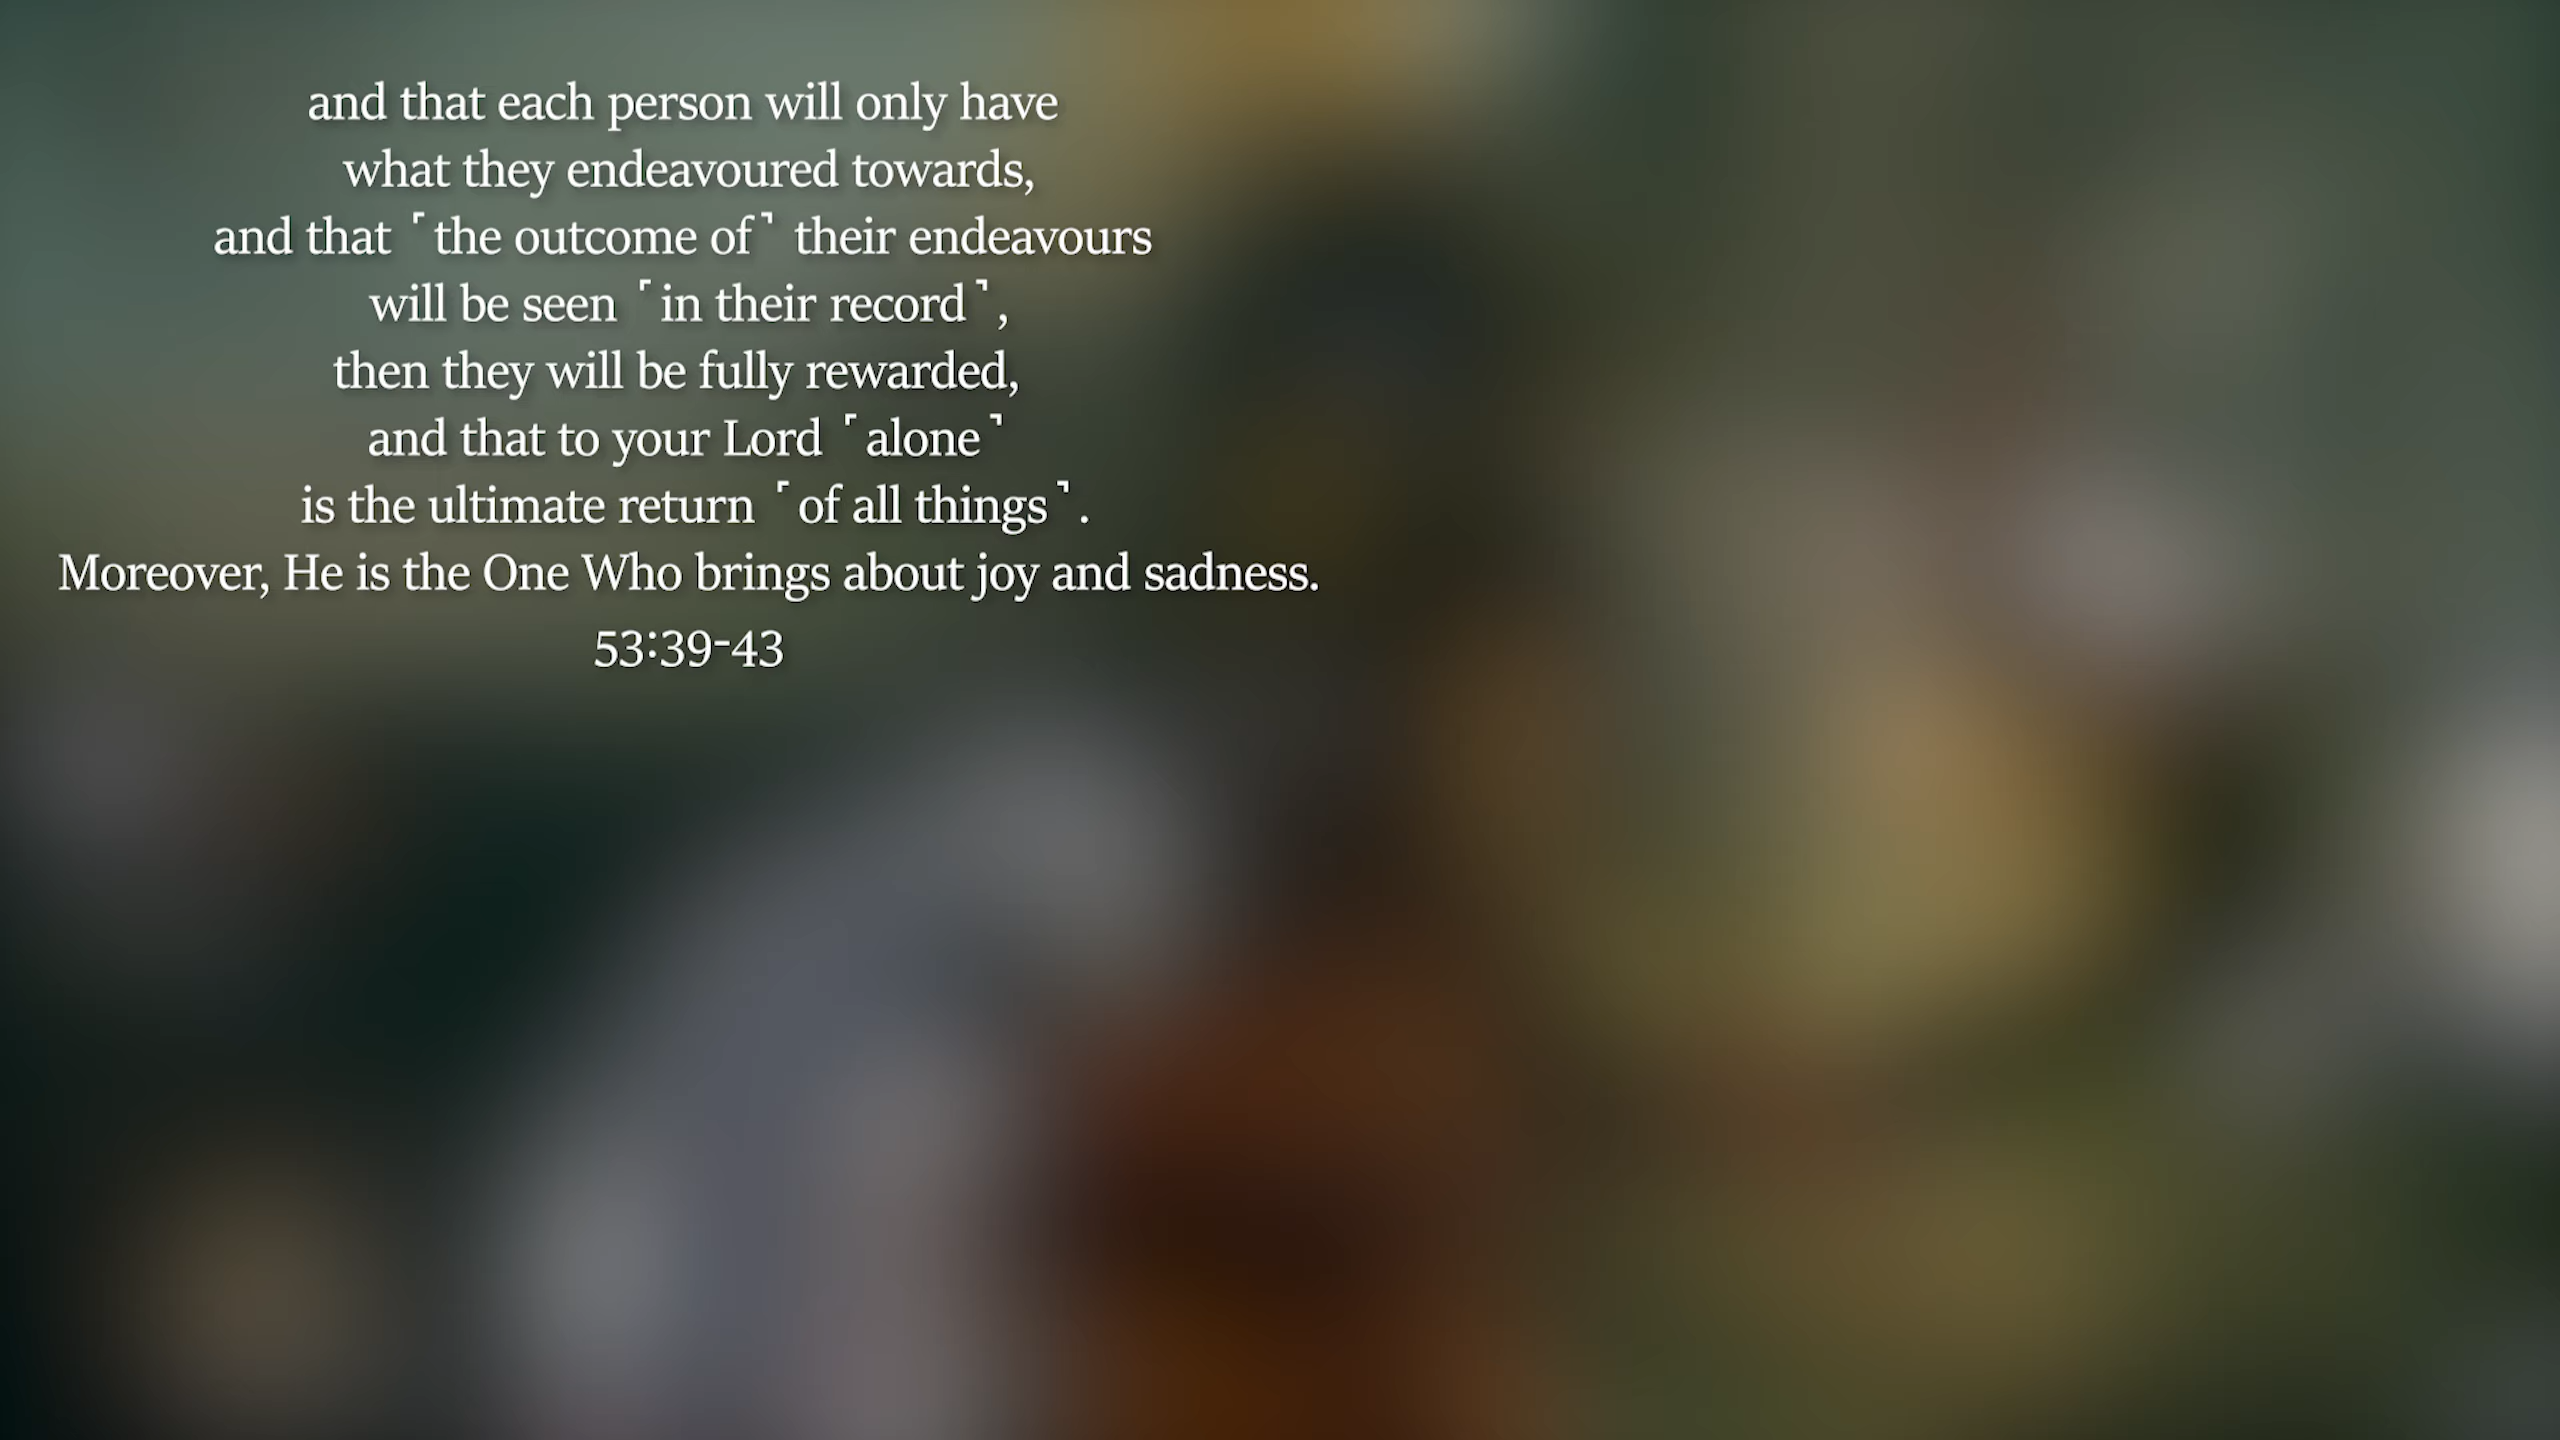 and that each person will only have
what they endeavoured towards,
and that ⸢the outcome of⸣ their endeavours
will be seen ⸢in their record⸣,
then they will be fully rewarded,
and that to your Lord ⸢alone⸣
is the ultimate return ⸢of all things⸣.
Moreover, He is the One Who brings about joy and sadness.
53:39-43